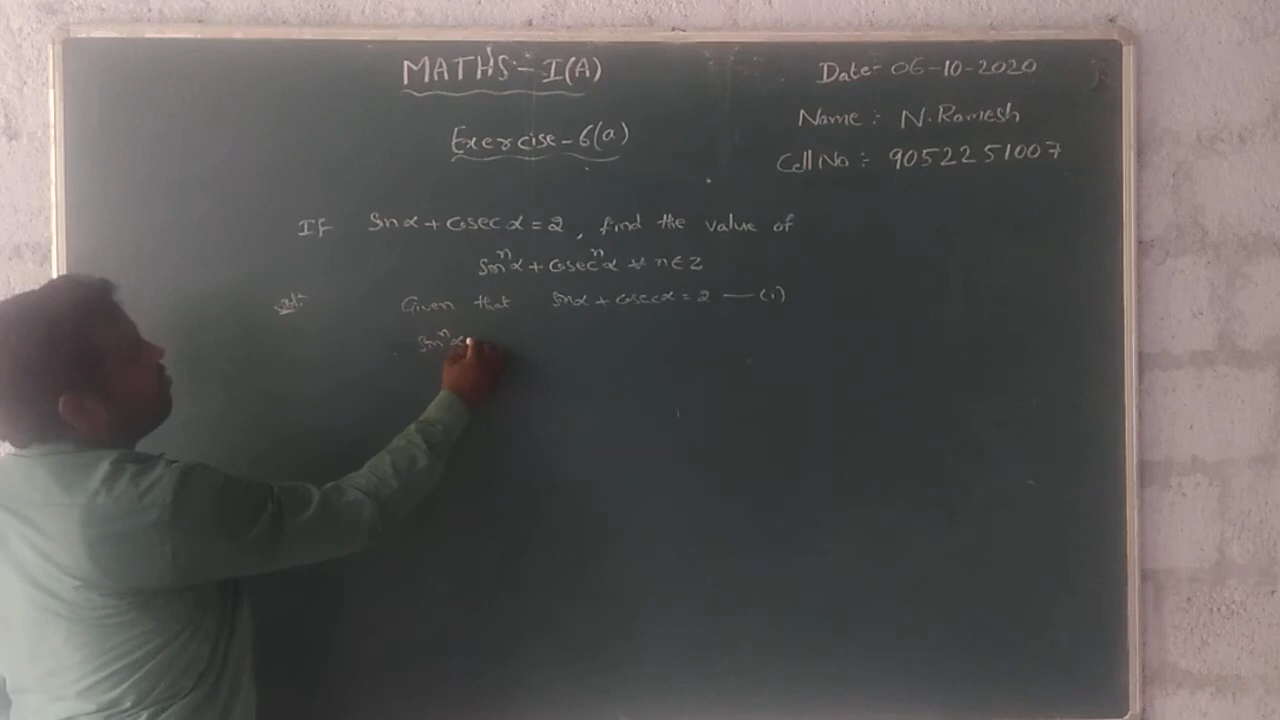 MATHS - I(A)
Date:- 06-10-2020
Name : N. Ramesh
Exercise - 6(a)
Cell No : 9052251007
If Sinα + Cosec α = 2 , find the value of
Sinⁿα + Cosecⁿα ∀ n ∈ Z
Sol:- Given that Sinα + Cosecα = 2 — (1)
Sinⁿα